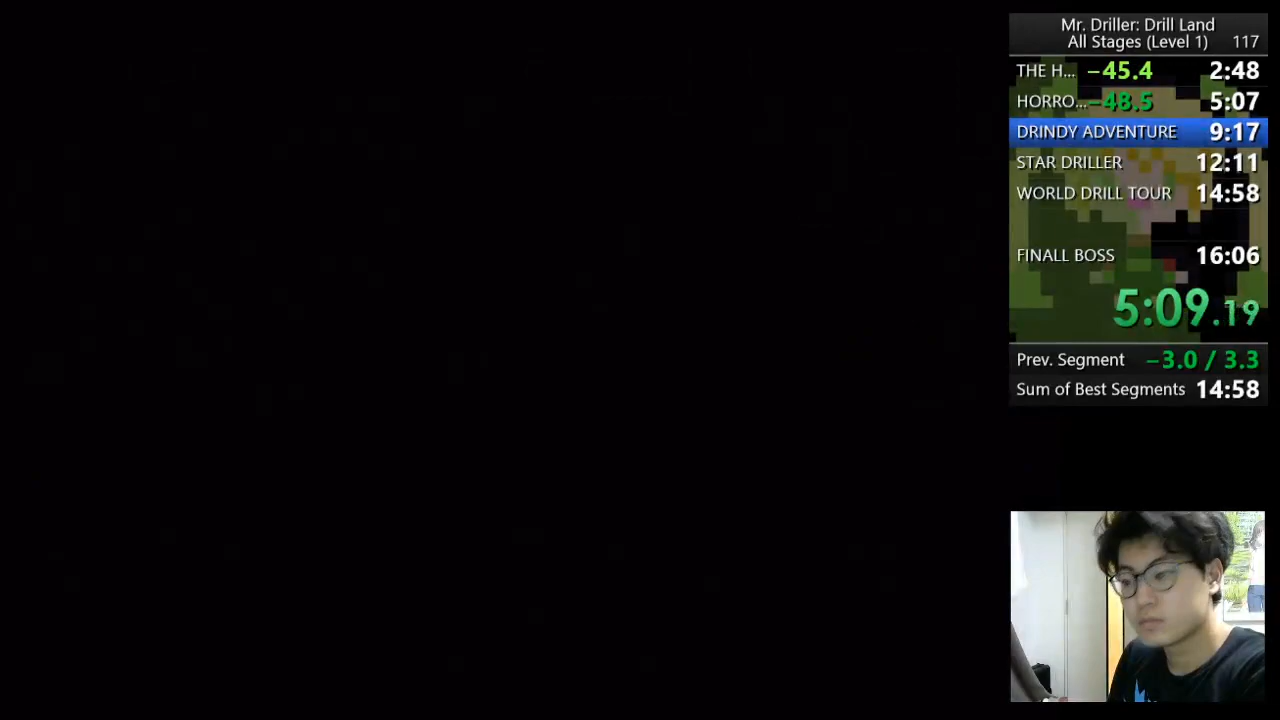 Mr. Driller: Drill Land
All Stages (Level 1) 117
THE H... −45.4 2:48
HORRO... −48.5 5:07
DRINDY ADVENTURE 9:17
STAR DRILLER 12:11
WORLD DRILL TOUR 14:58
FINALL BOSS 16:06
5:09.19
Prev. Segment −3.0 / 3.3
Sum of Best Segments 14:58